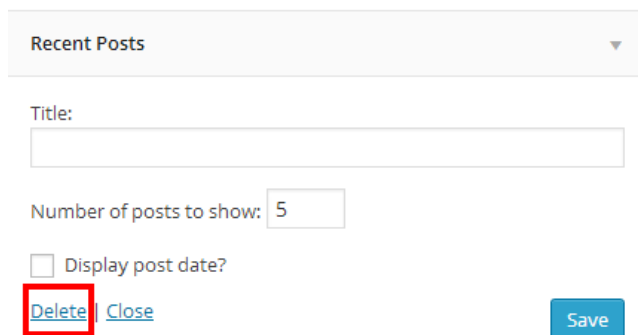 Recent Posts
Title:
Number of posts to show: 5
Display post date?
Delete | Close
Save